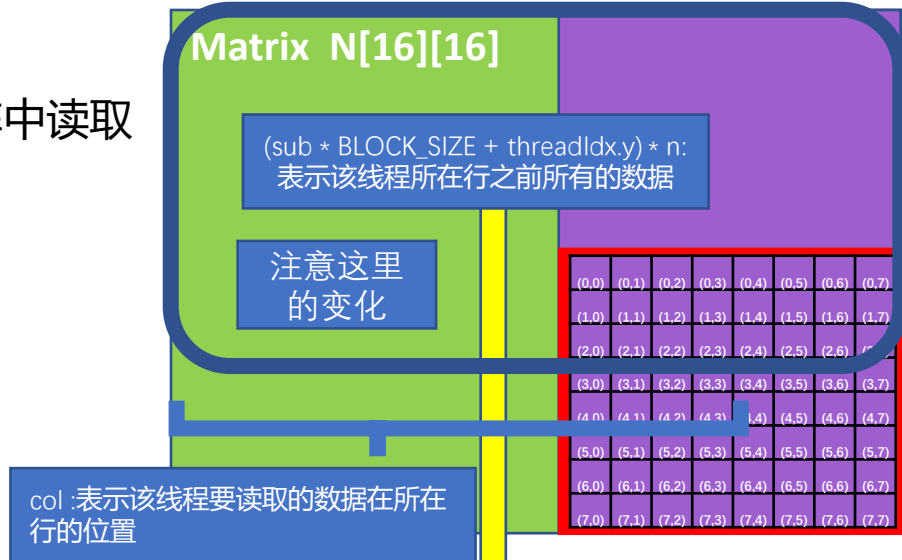 Matrix N[16][16]
中读取
(sub * BLOCK_SIZE + threadIdx.y) * n:
表示该线程所在行之前所有的数据
注意这里
的变化
(0,0) (0,1) (0,2) (0,3) (0,4) (0,5) (0,6) (0,7)
(1,0) (1,1) (1,2) (1,3) (1,4) (1,5) (1,6) (1,7)
(2,0) (2,1) (2,2) (2,3) (2,4) (2,5) (2,6)
(3,0) (3,1) (3,2) (3,3) (3,4) (3,5) (3,6) (3,7)
(4,0) (4,1) (4,2) (4,3) 4,4) (4,5) (4,6) (4,7)
(5,0) (5,1) (5,2) (5,3) (5,4) (5,5) (5,6) (5,7)
(6,0) (6,1) (6,2) (6,3) (6,4) (6,5) (6,6) (6,7)
(7,0) (7,1) (7,2) (7,3) (7,4) (7,5) (7,6) (7,7)
col :表示该线程要读取的数据在所在
行的位置